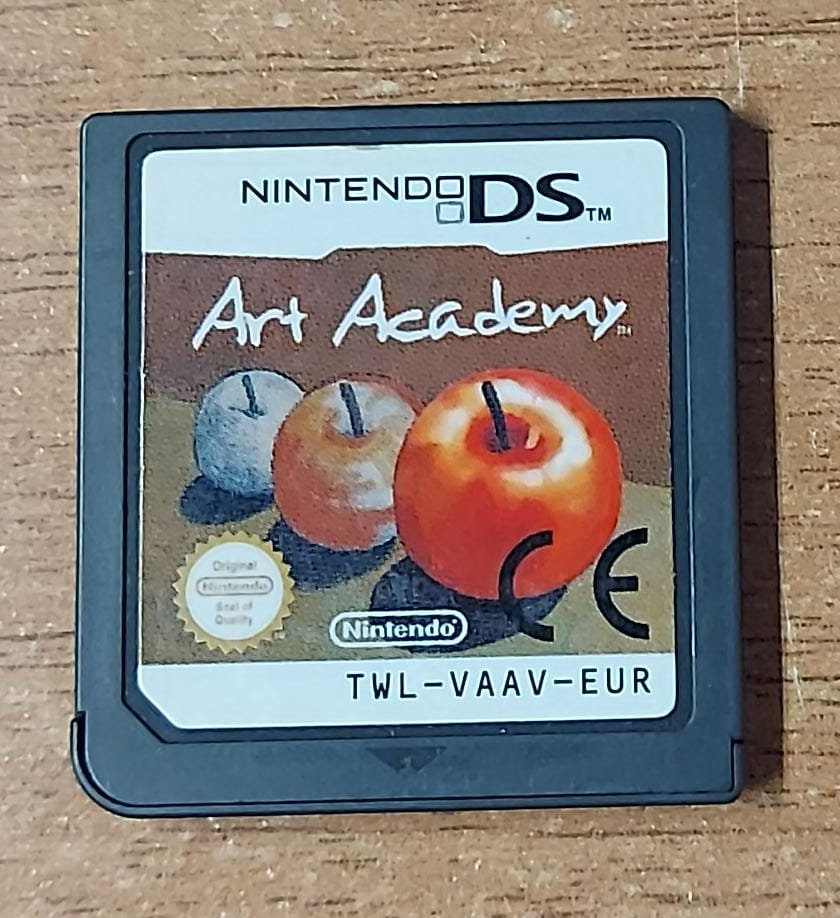 NINTENDO DS™
Art Academy™
Original
Nintendo
Seal of
Quality
Nintendo®
CE
TWL-VAAV-EUR